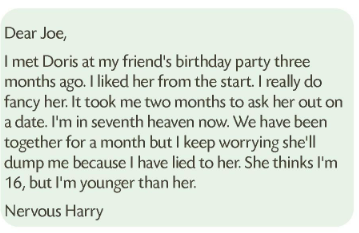 Dear Joe,
I met Doris at my friend's birthday party three
months ago. I liked her from the start. I really do
fancy her. It took me two months to ask her out on
a date. I'm in seventh heaven now. We have been
together for a month but I keep worrying she'll
dump me because I have lied to her. She thinks I'm
16, but I'm younger than her.
Nervous Harry